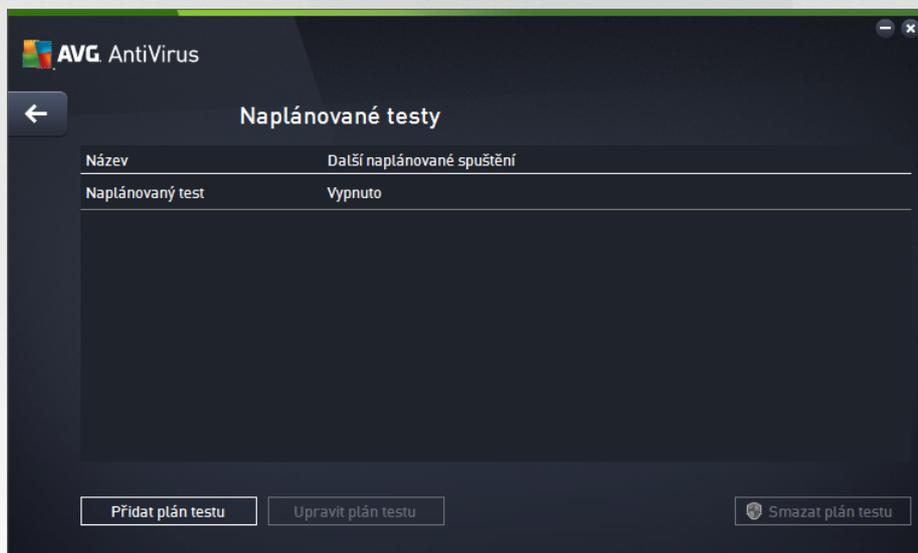 AVG. AntiVirus
Naplánované testy
Název Další naplánované spuštění
Naplánovaný test Vypnuto
Přidat plán testu Upravit plán testu Smazat plán testu